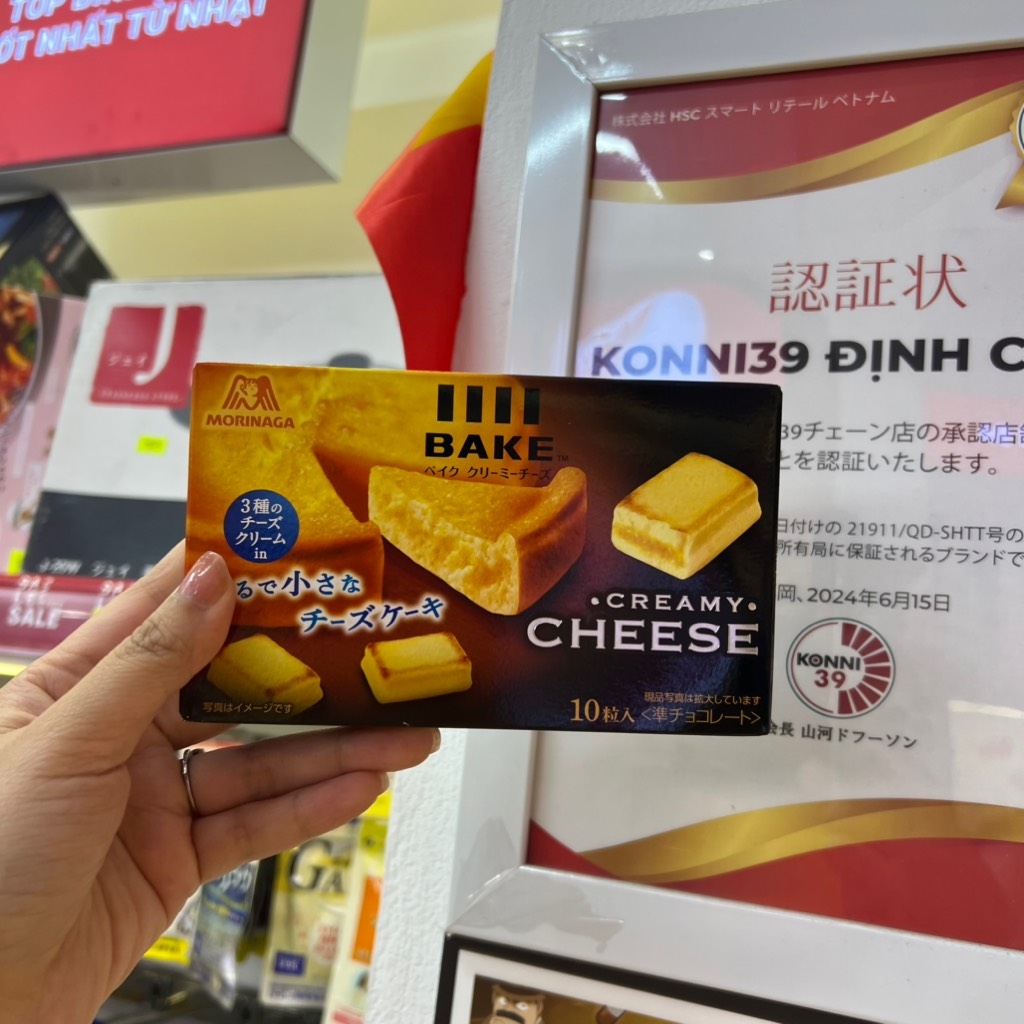 TỐT NHẤT TỪ NHẬT
株式会社 HSC スマート リテール ベトナム
認証状
KONNI39 ĐỊNH C
39チェーン店の承認店舗
とを認証いたします。
日付けの 21911/QD-SHTT号の
所有局に保証されるブランドで
岡、2024年6月15日
KONNI
39
会長 山河ドフーソン
ジェイ
J
SALE
MORINAGA
BAKE
ベイク クリーミーチーズ
3種の
チーズ
クリーム
in
るで小さな
チーズケーキ
•CREAMY•
CHEESE
写真はイメージです
現品写真は拡大しています
10粒入 <準チョコレート>